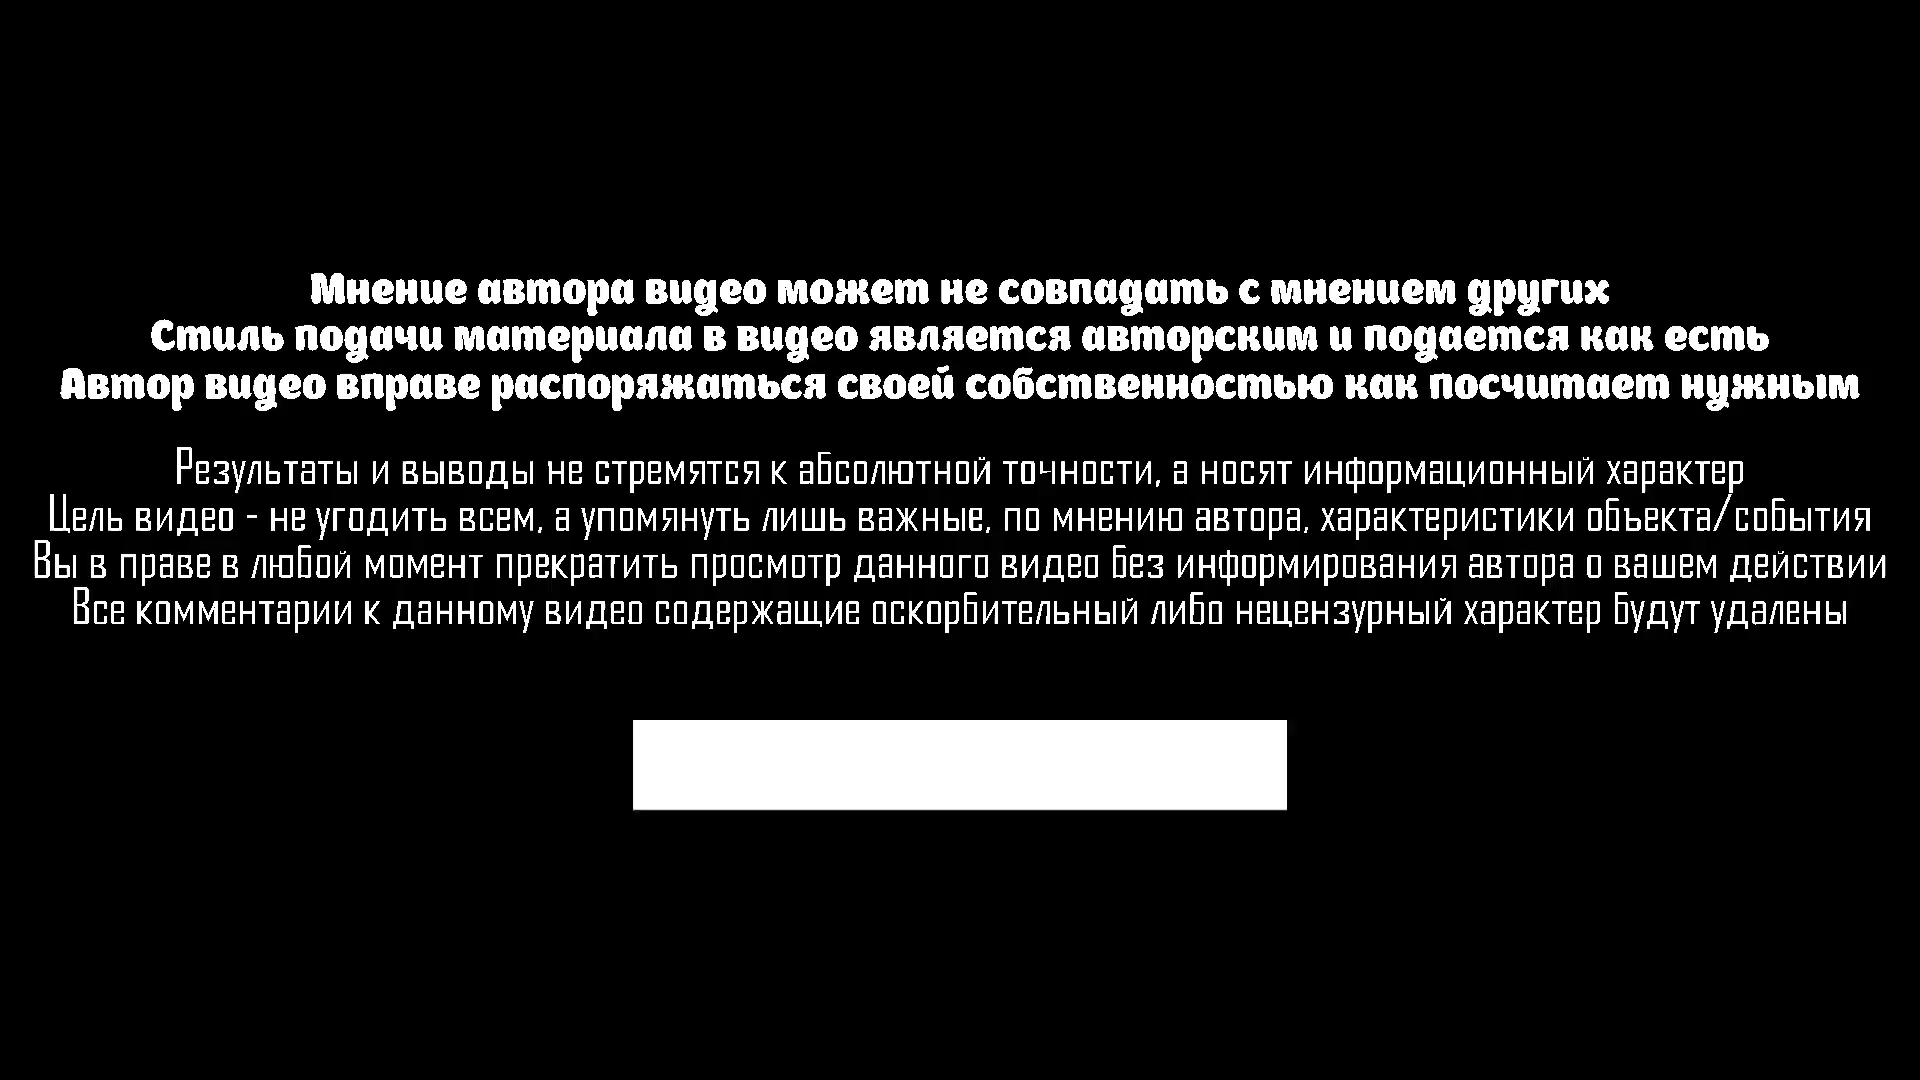 Мнение автора видео может не совпадать с мнением других
Стиль подачи материала в видео является авторским и подается как есть
Автор видео вправе распоряжаться своей собственностью как посчитает нужным
Результаты и выводы не стремятся к абсолютной точности, а носят информационный характер
Цель видео - не угодить всем, а упомянуть лишь важные, по мнению автора, характеристики объекта/события
Вы в праве в любой момент прекратить просмотр данного видео без информирования автора о вашем действии
Все комментарии к данному видео содержащие оскорбительный либо нецензурный характер будут удалены